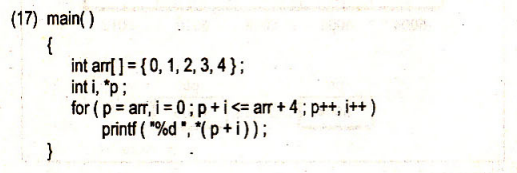 (17) main( )
{
int arr[ ] = { 0, 1, 2, 3, 4 } ;
int i, *p ;
for ( p = arr, i = 0 ; p + i <= arr + 4 ; p++, i++ )
printf ( "%d ", *( p + i ) ) ;
}